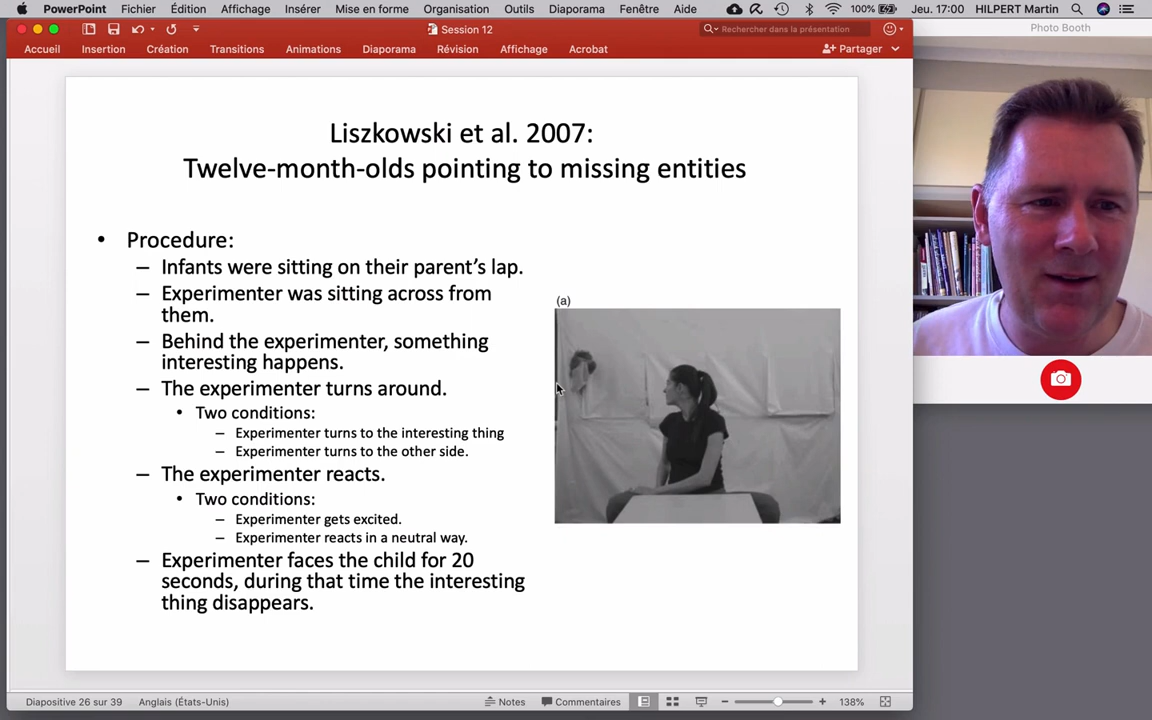 PowerPoint Fichier Édition Affichage Insérer Mise en forme Organisation Outils Diaporama Fenêtre Aide 100% Jeu. 17:00 HILPERT Martin
Session 12
Rechercher dans la présentation
Photo Booth
Accueil Insertion Création Transitions Animations Diaporama Révision Affichage Acrobat Partager
Liszkowski et al. 2007:
Twelve-month-olds pointing to missing entities
• Procedure:
– Infants were sitting on their parent’s lap.
– Experimenter was sitting across from
them.
– Behind the experimenter, something
interesting happens.
– The experimenter turns around.
• Two conditions:
– Experimenter turns to the interesting thing
– Experimenter turns to the other side.
– The experimenter reacts.
• Two conditions:
– Experimenter gets excited.
– Experimenter reacts in a neutral way.
– Experimenter faces the child for 20
seconds, during that time the interesting
thing disappears.
(a)
Diapositive 26 sur 39 Anglais (États-Unis) Notes Commentaires 138%